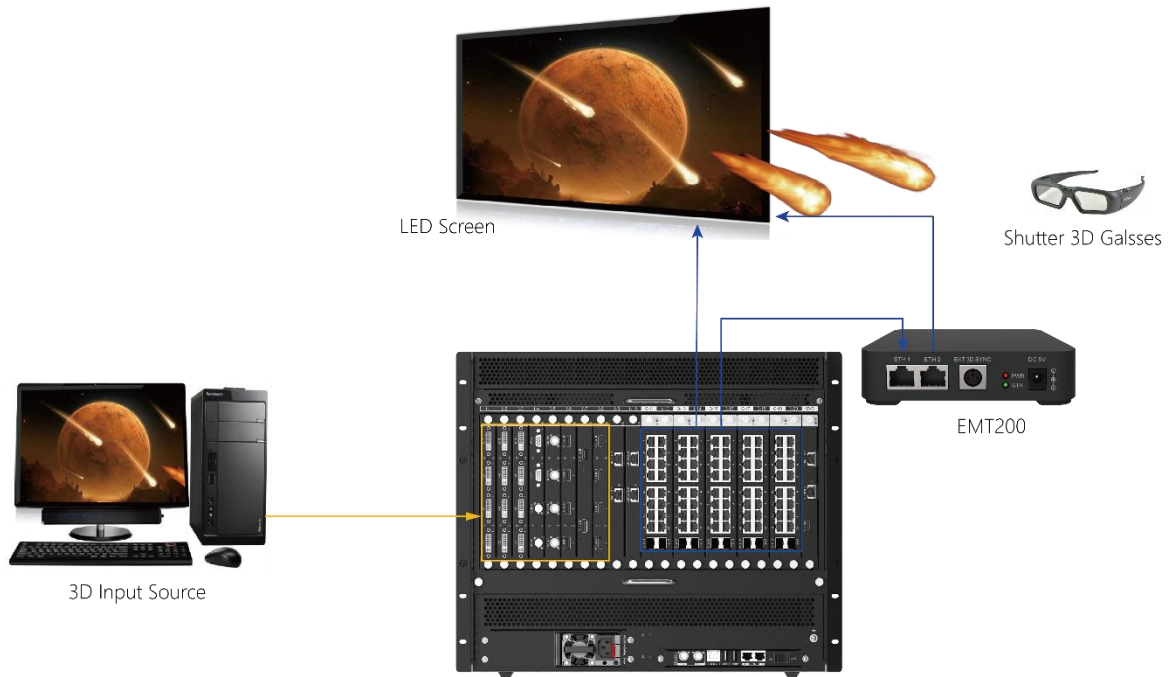 LED Screen
Shutter 3D Galsses
ETH 1 ETH 2 EXT 3D SYNC DC 5V
PWR
STA
EMT200
3D Input Source